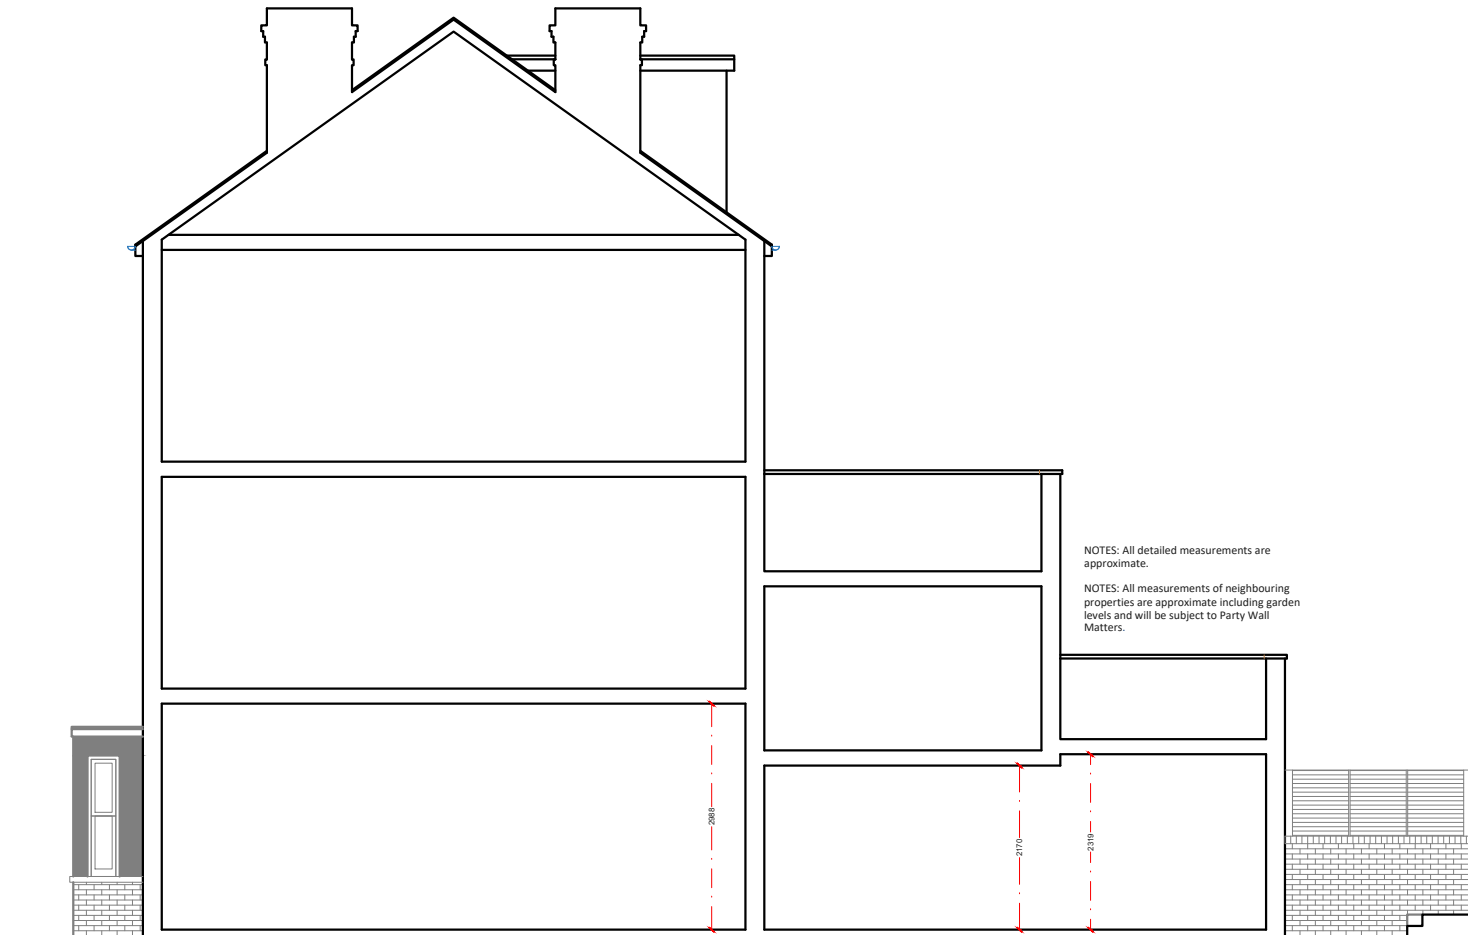 NOTES: All detailed measurements are
approximate.
NOTES: All measurements of neighbouring
properties are approximate including garden
levels and will be subject to Party Wall
Matters.
2988
2170
2319